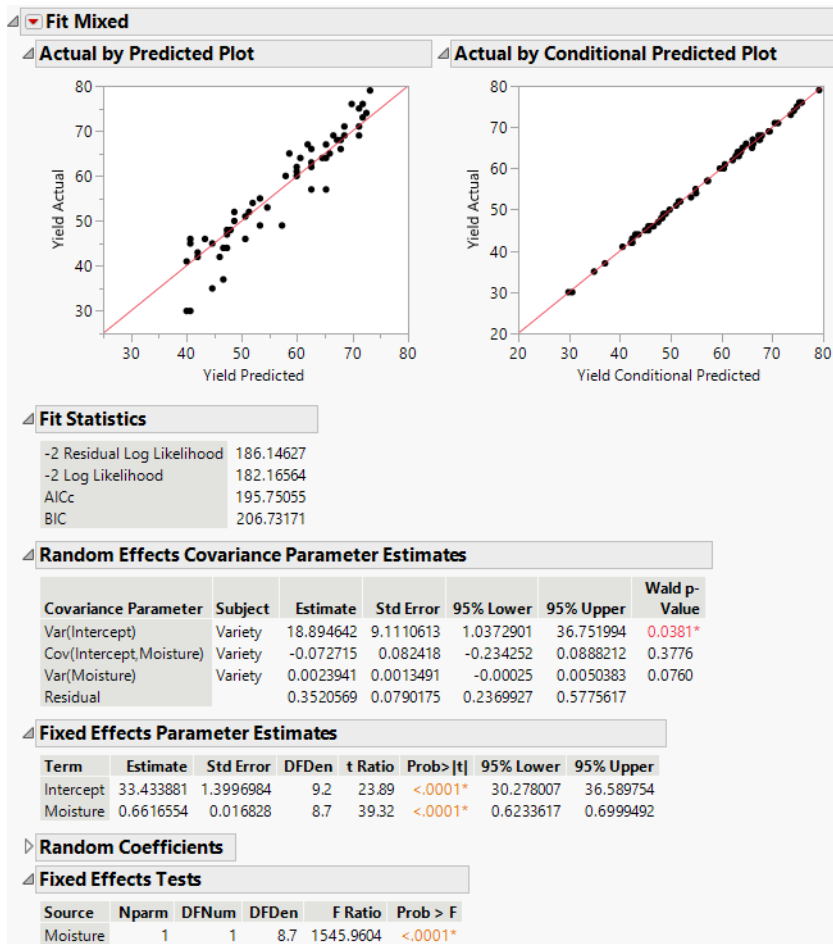 Fit Mixed
Actual by Predicted Plot
80
70
60
50
40
30
Yield Actual
30 40 50 60 70 80
Yield Predicted
Actual by Conditional Predicted Plot
80
70
60
50
40
30
20
Yield Actual
20 30 40 50 60 70 80
Yield Conditional Predicted
Fit Statistics
-2 Residual Log Likelihood 186.14627
-2 Log Likelihood 182.16564
AICc 195.75055
BIC 206.73171
Random Effects Covariance Parameter Estimates
Wald p-
Covariance Parameter Subject Estimate Std Error 95% Lower 95% Upper Value
Var(Intercept) Variety 18.894642 9.1110613 1.0372901 36.751994 0.0381*
Cov(Intercept,Moisture) Variety -0.072715 0.082418 -0.234252 0.0888212 0.3776
Var(Moisture) Variety 0.0023941 0.0013491 -0.00025 0.0050383 0.0760
Residual 0.3520569 0.0790175 0.2369927 0.5775617
Fixed Effects Parameter Estimates
Term Estimate Std Error DFDen t Ratio Prob>|t| 95% Lower 95% Upper
Intercept 33.433881 1.3996984 9.2 23.89 <.0001* 30.278007 36.589754
Moisture 0.6616554 0.016828 8.7 39.32 <.0001* 0.6233617 0.6999492
Random Coefficients
Fixed Effects Tests
Source Nparm DFNum DFDen F Ratio Prob > F
Moisture 1 1 8.7 1545.9604 <.0001*